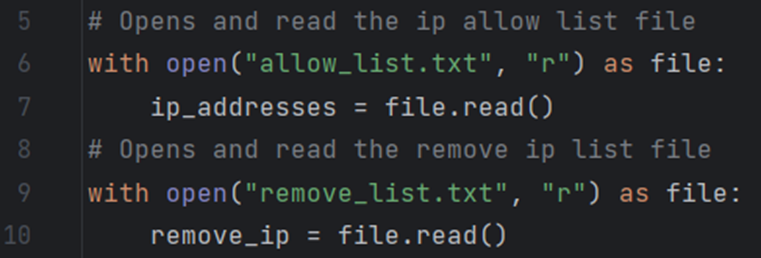 5 # Opens and read the ip allow list file
6 with open("allow_list.txt", "r") as file:
7     ip_addresses = file.read()
8 # Opens and read the remove ip list file
9 with open("remove_list.txt", "r") as file:
10     remove_ip = file.read()